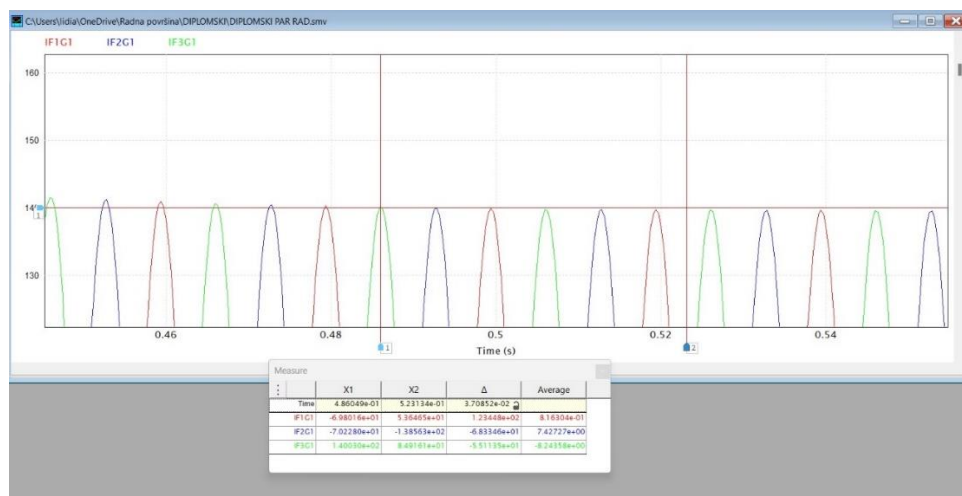 C:\Users\lidia\OneDrive\Radna površina\DIPLOMSKI\DIPLOMSKI PAR RAD.smv
IF1G1 IF2G1 IF3G1
160
150
14
1
130
0.46 0.48 0.5 0.52 0.54
1 2
Time (s)
Measure
X1 X2 Δ Average
Time 4.86049e-01 5.23134e-01 3.70852e-02
IF1G1 -6.98016e+01 5.36465e+01 1.23448e+02 8.16304e-01
IF2G1 -7.02280e+01 -1.38563e+02 -6.83346e+01 7.42727e+00
IF3G1 1.40030e+02 8.49161e+01 -5.51135e+01 -8.24358e+00